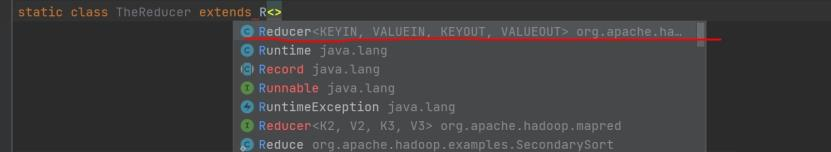 static class TheReducer extends R<>
Reducer<KEYIN, VALUEIN, KEYOUT, VALUEOUT> org.apache.ha…
Runtime java.lang
Record java.lang
Runnable java.lang
RuntimeException java.lang
Reducer<K2, V2, K3, V3> org.apache.hadoop.mapred
Reduce org.apache.hadoop.examples.SecondarySort